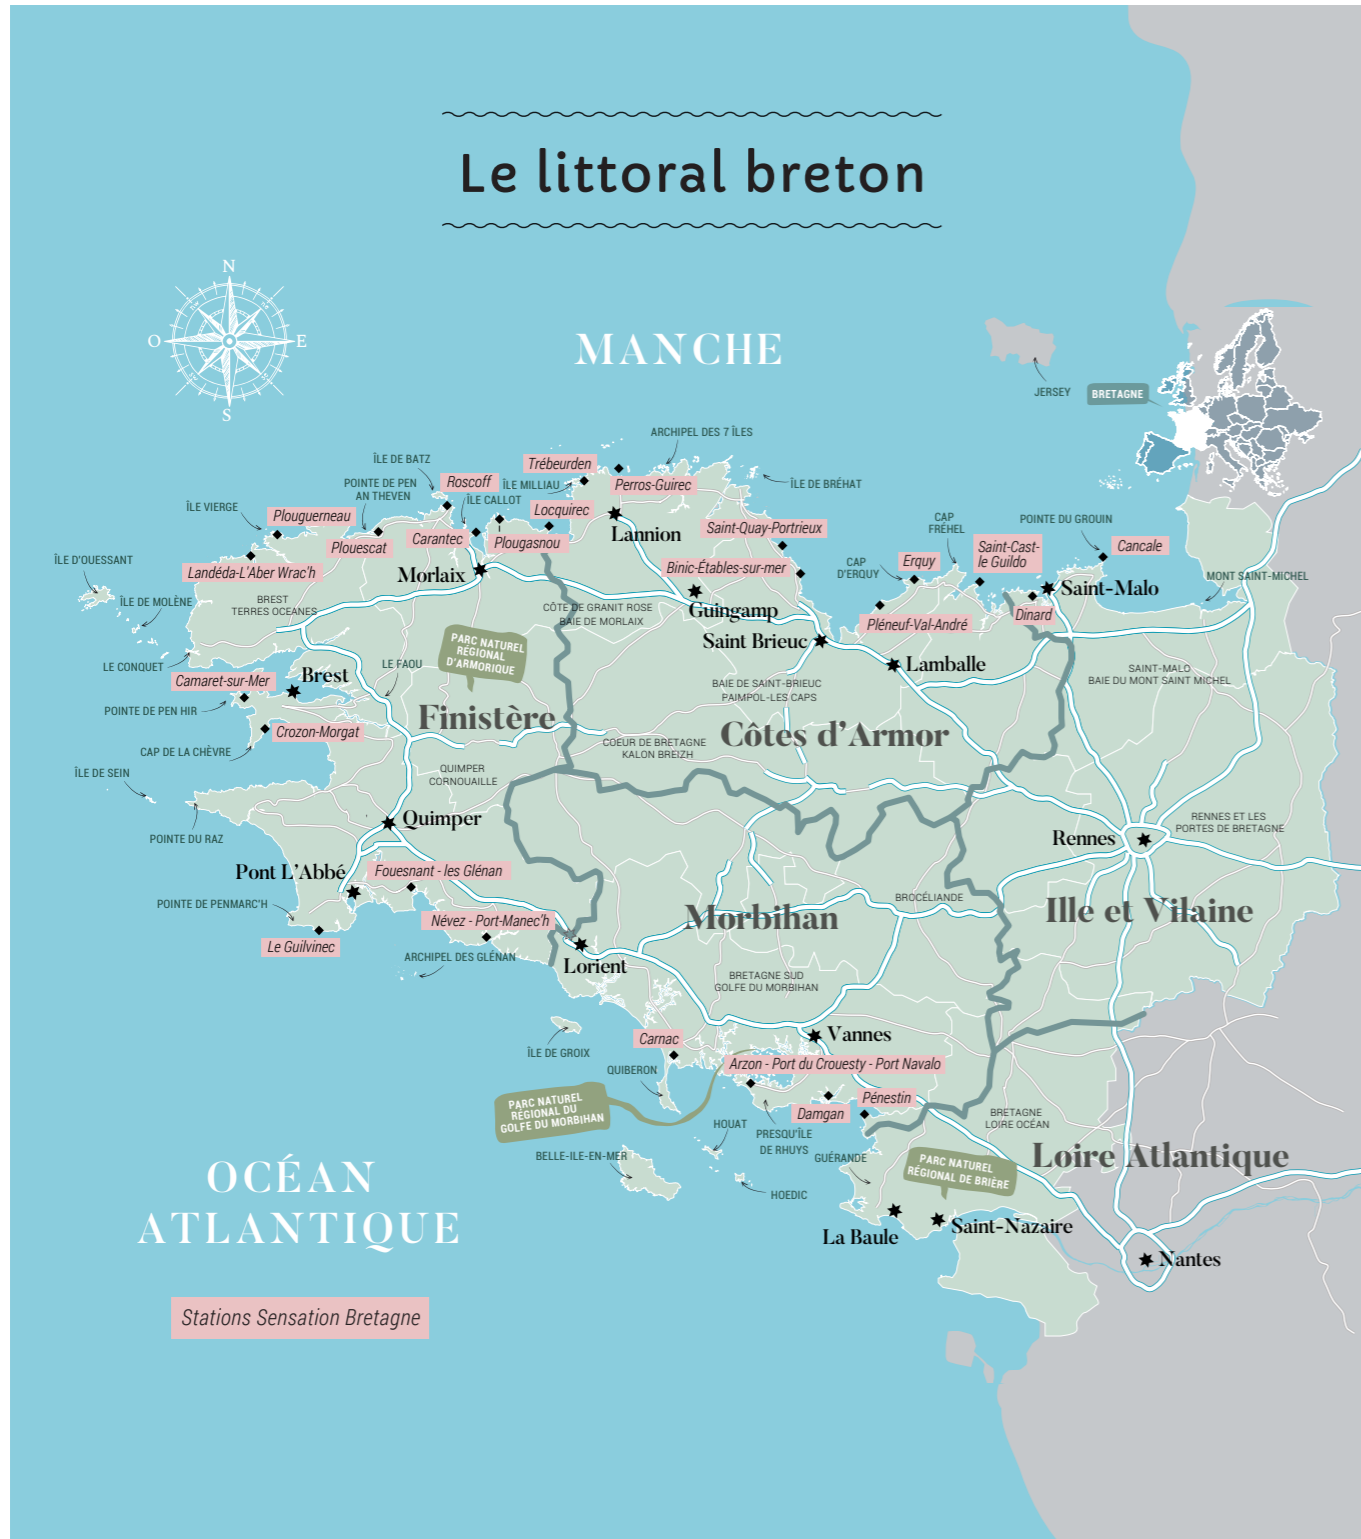 Le littoral breton
N
O
E
S
MANCHE
JERSEY
BRETAGNE
ARCHIPEL DES 7 ÎLES
ÎLE DE BATZ
Trébeurden
POINTE DE PEN
AN THEVEN
Roscoff
ÎLE MILLIAU
Perros-Guirec
ÎLE DE BRÉHAT
ÎLE CALLOT
ÎLE VIERGE
Plouguerneau
Locquirec
Lannion
Saint-Quay-Portrieux
CAP
FRÉHEL
POINTE DU GROUIN
Plouescat
Carantec
Plougasnou
Saint-Cast-
le Guildo
Cancale
ÎLE D'OUESSANT
Landéda-L'Aber Wrac'h
Morlaix
Binic-Étables-sur-mer
CAP
D'ERQUY
Erquy
MONT SAINT-MICHEL
ÎLE DE MOLÈNE
BREST
TERRES OCEANES
CÔTE DE GRANIT ROSE
BAIE DE MORLAIX
Guingamp
Saint-Malo
Dinard
Pléneuf-Val-André
Saint Brieuc
PARC NATUREL
RÉGIONAL
D'ARMORIQUE
LE CONQUET
LE FAOU
Lamballe
SAINT-MALO
BAIE DU MONT SAINT MICHEL
Camaret-sur-Mer
Brest
BAIE DE SAINT-BRIEUC
PAIMPOL-LES CAPS
POINTE DE PEN HIR
Finistère
Côtes d'Armor
Crozon-Morgat
CAP DE LA CHÈVRE
COEUR DE BRETAGNE
KALON BREIZH
ÎLE DE SEIN
QUIMPER
CORNOUAILLE
POINTE DU RAZ
Quimper
RENNES ET LES
PORTES DE BRETAGNE
Rennes
Pont L'Abbé
Fouesnant - les Glénan
BROCÉLIANDE
POINTE DE PENMARC'H
Névez - Port-Manec'h
Morbihan
Ille et Vilaine
Le Guilvinec
ARCHIPEL DES GLÉNAN
Lorient
BRETAGNE SUD
GOLFE DU MORBIHAN
ÎLE DE GROIX
Carnac
Vannes
QUIBERON
Arzon - Port du Crouesty - Port Navalo
PARC NATUREL
RÉGIONAL DU
GOLFE DU MORBIHAN
Damgan
Pénestin
HOUAT
PRESQU'ÎLE
DE RHUYS
BRETAGNE
LOIRE OCÉAN
BELLE-ILE-EN-MER
GUÉRANDE
PARC NATUREL
RÉGIONAL DE BRIÈRE
Loire Atlantique
HOEDIC
OCÉAN
ATLANTIQUE
La Baule
Saint-Nazaire
Nantes
Stations Sensation Bretagne